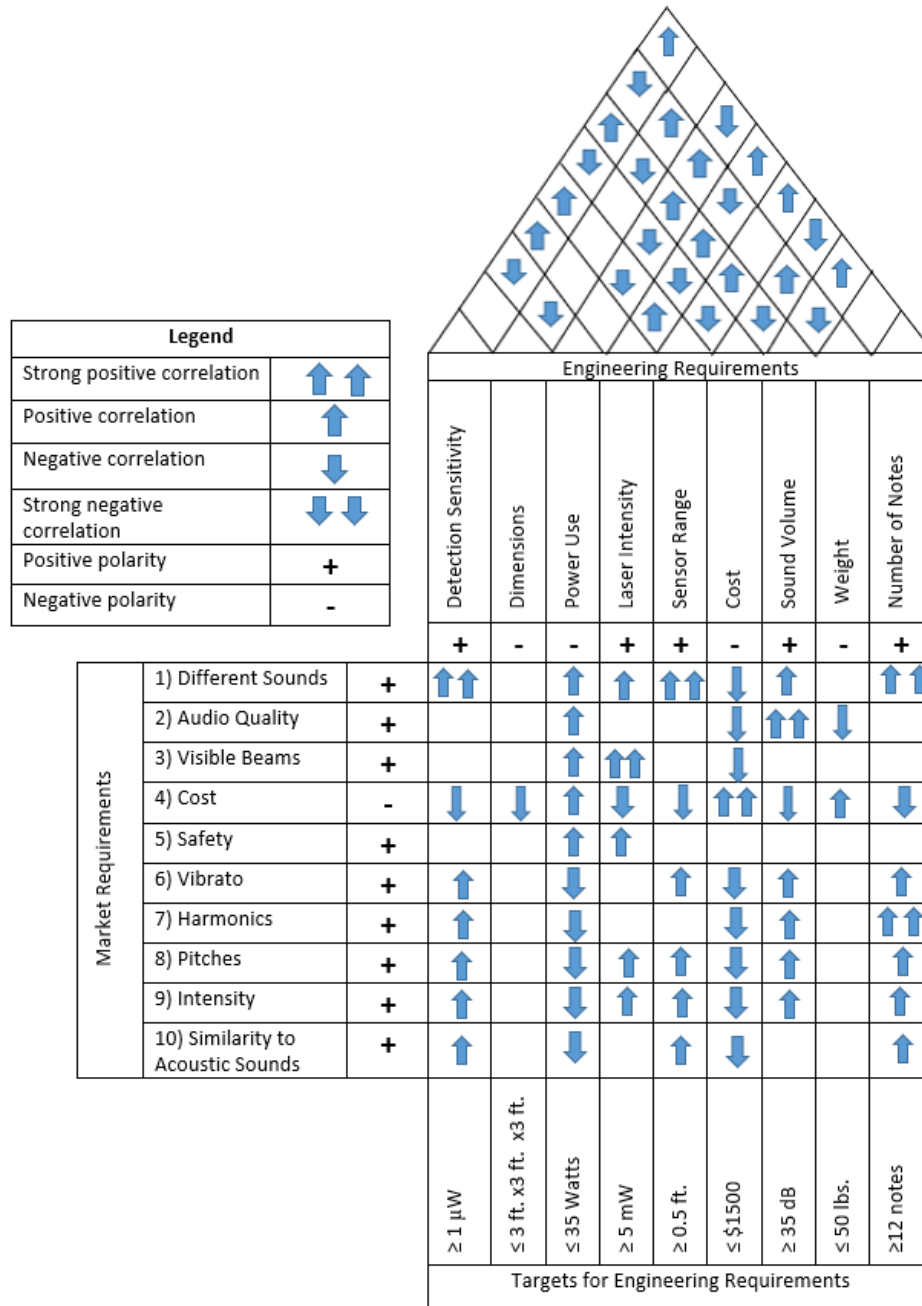 Legend
Strong positive correlation
Positive correlation
Negative correlation
Strong negative
correlation
Positive polarity
+
Negative polarity
-
Engineering Requirements
Detection Sensitivity
Dimensions
Power Use
Laser Intensity
Sensor Range
Cost
Sound Volume
Weight
Number of Notes
+
-
-
+
+
-
+
-
+
Market Requirements
1) Different Sounds
+
2) Audio Quality
+
3) Visible Beams
+
4) Cost
-
5) Safety
+
6) Vibrato
+
7) Harmonics
+
8) Pitches
+
9) Intensity
+
10) Similarity to
Acoustic Sounds
+
≥ 1 μW
≤ 3 ft. x3 ft. x3 ft.
≤ 35 Watts
≥ 5 mW
≥ 0.5 ft.
≤ $1500
≥ 35 dB
≤ 50 lbs.
≥12 notes
Targets for Engineering Requirements